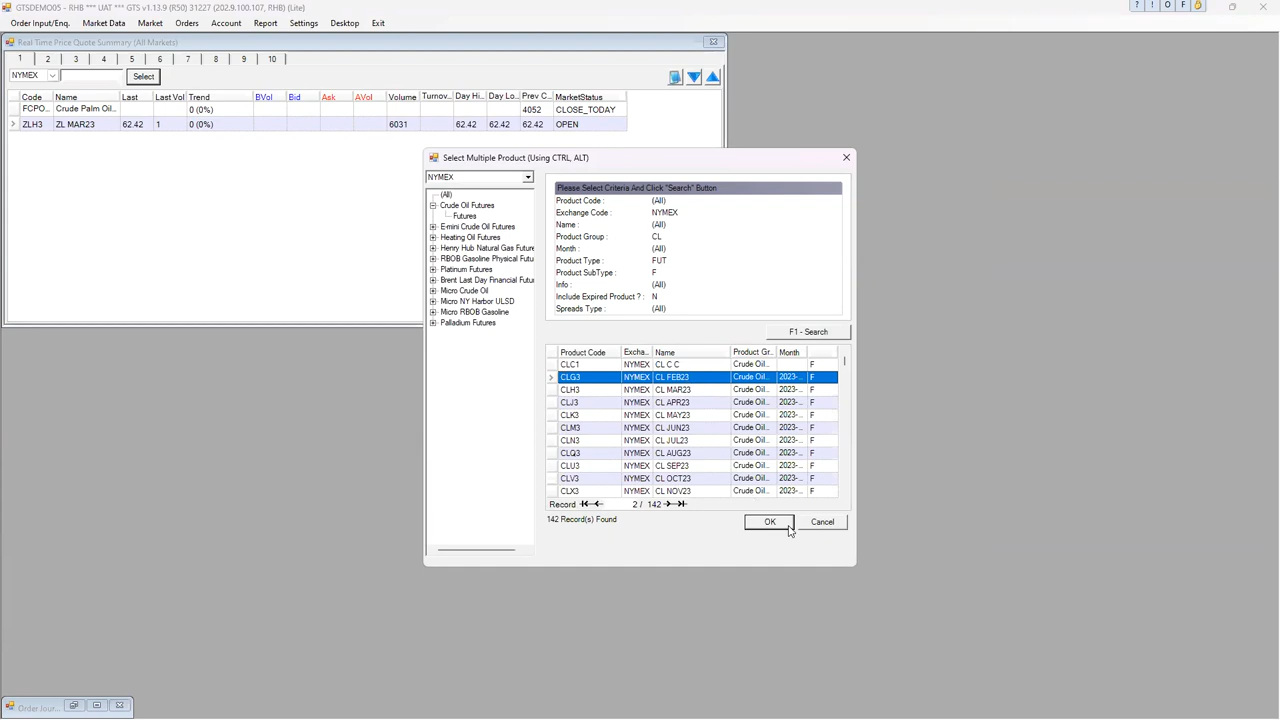 GTSDEMO05 - RHB *** UAT *** GTS v1.13.9 (R50) 31227 (202.9.100.107, RHB) (Lite)
? ! O F
Order Input/Enq. Market Data Market Orders Account Report Settings Desktop Exit
Real Time Price Quote Summary (All Markets)
1 2 3 4 5 6 7 8 9 10
NYMEX Select
Code Name Last Last Vol Trend BVol Bid Ask AVol Volume Turnov... Day Hi... Day Lo... Prev C... MarketStatus
FCPO... Crude Palm Oil... 0 (0%) 4052 CLOSE_TODAY
ZLH3 ZL MAR23 62.42 1 0 (0%) 6031 62.42 62.42 62.42 OPEN
Select Multiple Product (Using CTRL, ALT)
NYMEX
(All)
Crude Oil Futures
Futures
E-mini Crude Oil Futures
Heating Oil Futures
Henry Hub Natural Gas Future
RBOB Gasoline Physical Futu
Platinum Futures
Brent Last Day Financial Futu
Micro Crude Oil
Micro NY Harbor ULSD
Micro RBOB Gasoline
Palladium Futures
Please Select Criteria And Click "Search" Button
Product Code : (All)
Exchange Code : NYMEX
Name : (All)
Product Group : CL
Month : (All)
Product Type : FUT
Product SubType : F
Info : (All)
Include Expired Product ? : N
Spreads Type : (All)
F1 - Search
Product Code Excha... Name Product Gr... Month
CLC1 NYMEX CL C C Crude Oil... F
CLG3 NYMEX CL FEB23 Crude Oil... 2023-... F
CLH3 NYMEX CL MAR23 Crude Oil... 2023-... F
CLJ3 NYMEX CL APR23 Crude Oil... 2023-... F
CLK3 NYMEX CL MAY23 Crude Oil... 2023-... F
CLM3 NYMEX CL JUN23 Crude Oil... 2023-... F
CLN3 NYMEX CL JUL23 Crude Oil... 2023-... F
CLQ3 NYMEX CL AUG23 Crude Oil... 2023-... F
CLU3 NYMEX CL SEP23 Crude Oil... 2023-... F
CLV3 NYMEX CL OCT23 Crude Oil... 2023-... F
CLX3 NYMEX CL NOV23 Crude Oil... 2023-... F
Record 2 / 142
142 Record(s) Found
OK Cancel
Order Jour...